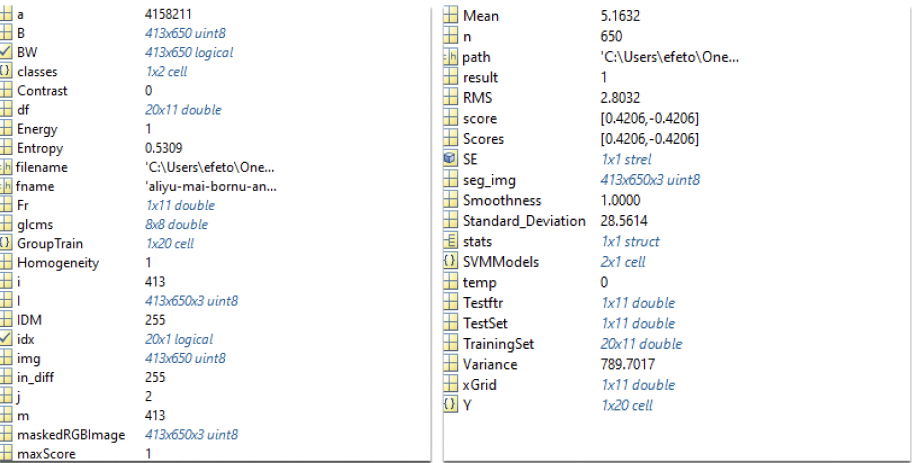 a 4158211
B 413x650 uint8
BW 413x650 logical
classes 1x2 cell
Contrast 0
df 20x11 double
Energy 1
Entropy 0.5309
filename 'C:\Users\efeto\One...
fname 'aliyu-mai-bornu-an...
Fr 1x11 double
glcms 8x8 double
GroupTrain 1x20 cell
Homogeneity 1
i 413
I 413x650x3 uint8
IDM 255
idx 20x1 logical
img 413x650 uint8
in_diff 255
j 2
m 413
maskedRGBImage 413x650x3 uint8
maxScore 1
Mean 5.1632
n 650
path 'C:\Users\efeto\One...
result 1
RMS 2.8032
score [0.4206,-0.4206]
Scores [0.4206,-0.4206]
SE 1x1 strel
seg_img 413x650x3 uint8
Smoothness 1.0000
Standard_Deviation 28.5614
stats 1x1 struct
SVMModels 2x1 cell
temp 0
Testftr 1x11 double
TestSet 1x11 double
TrainingSet 20x11 double
Variance 789.7017
xGrid 1x11 double
Y 1x20 cell